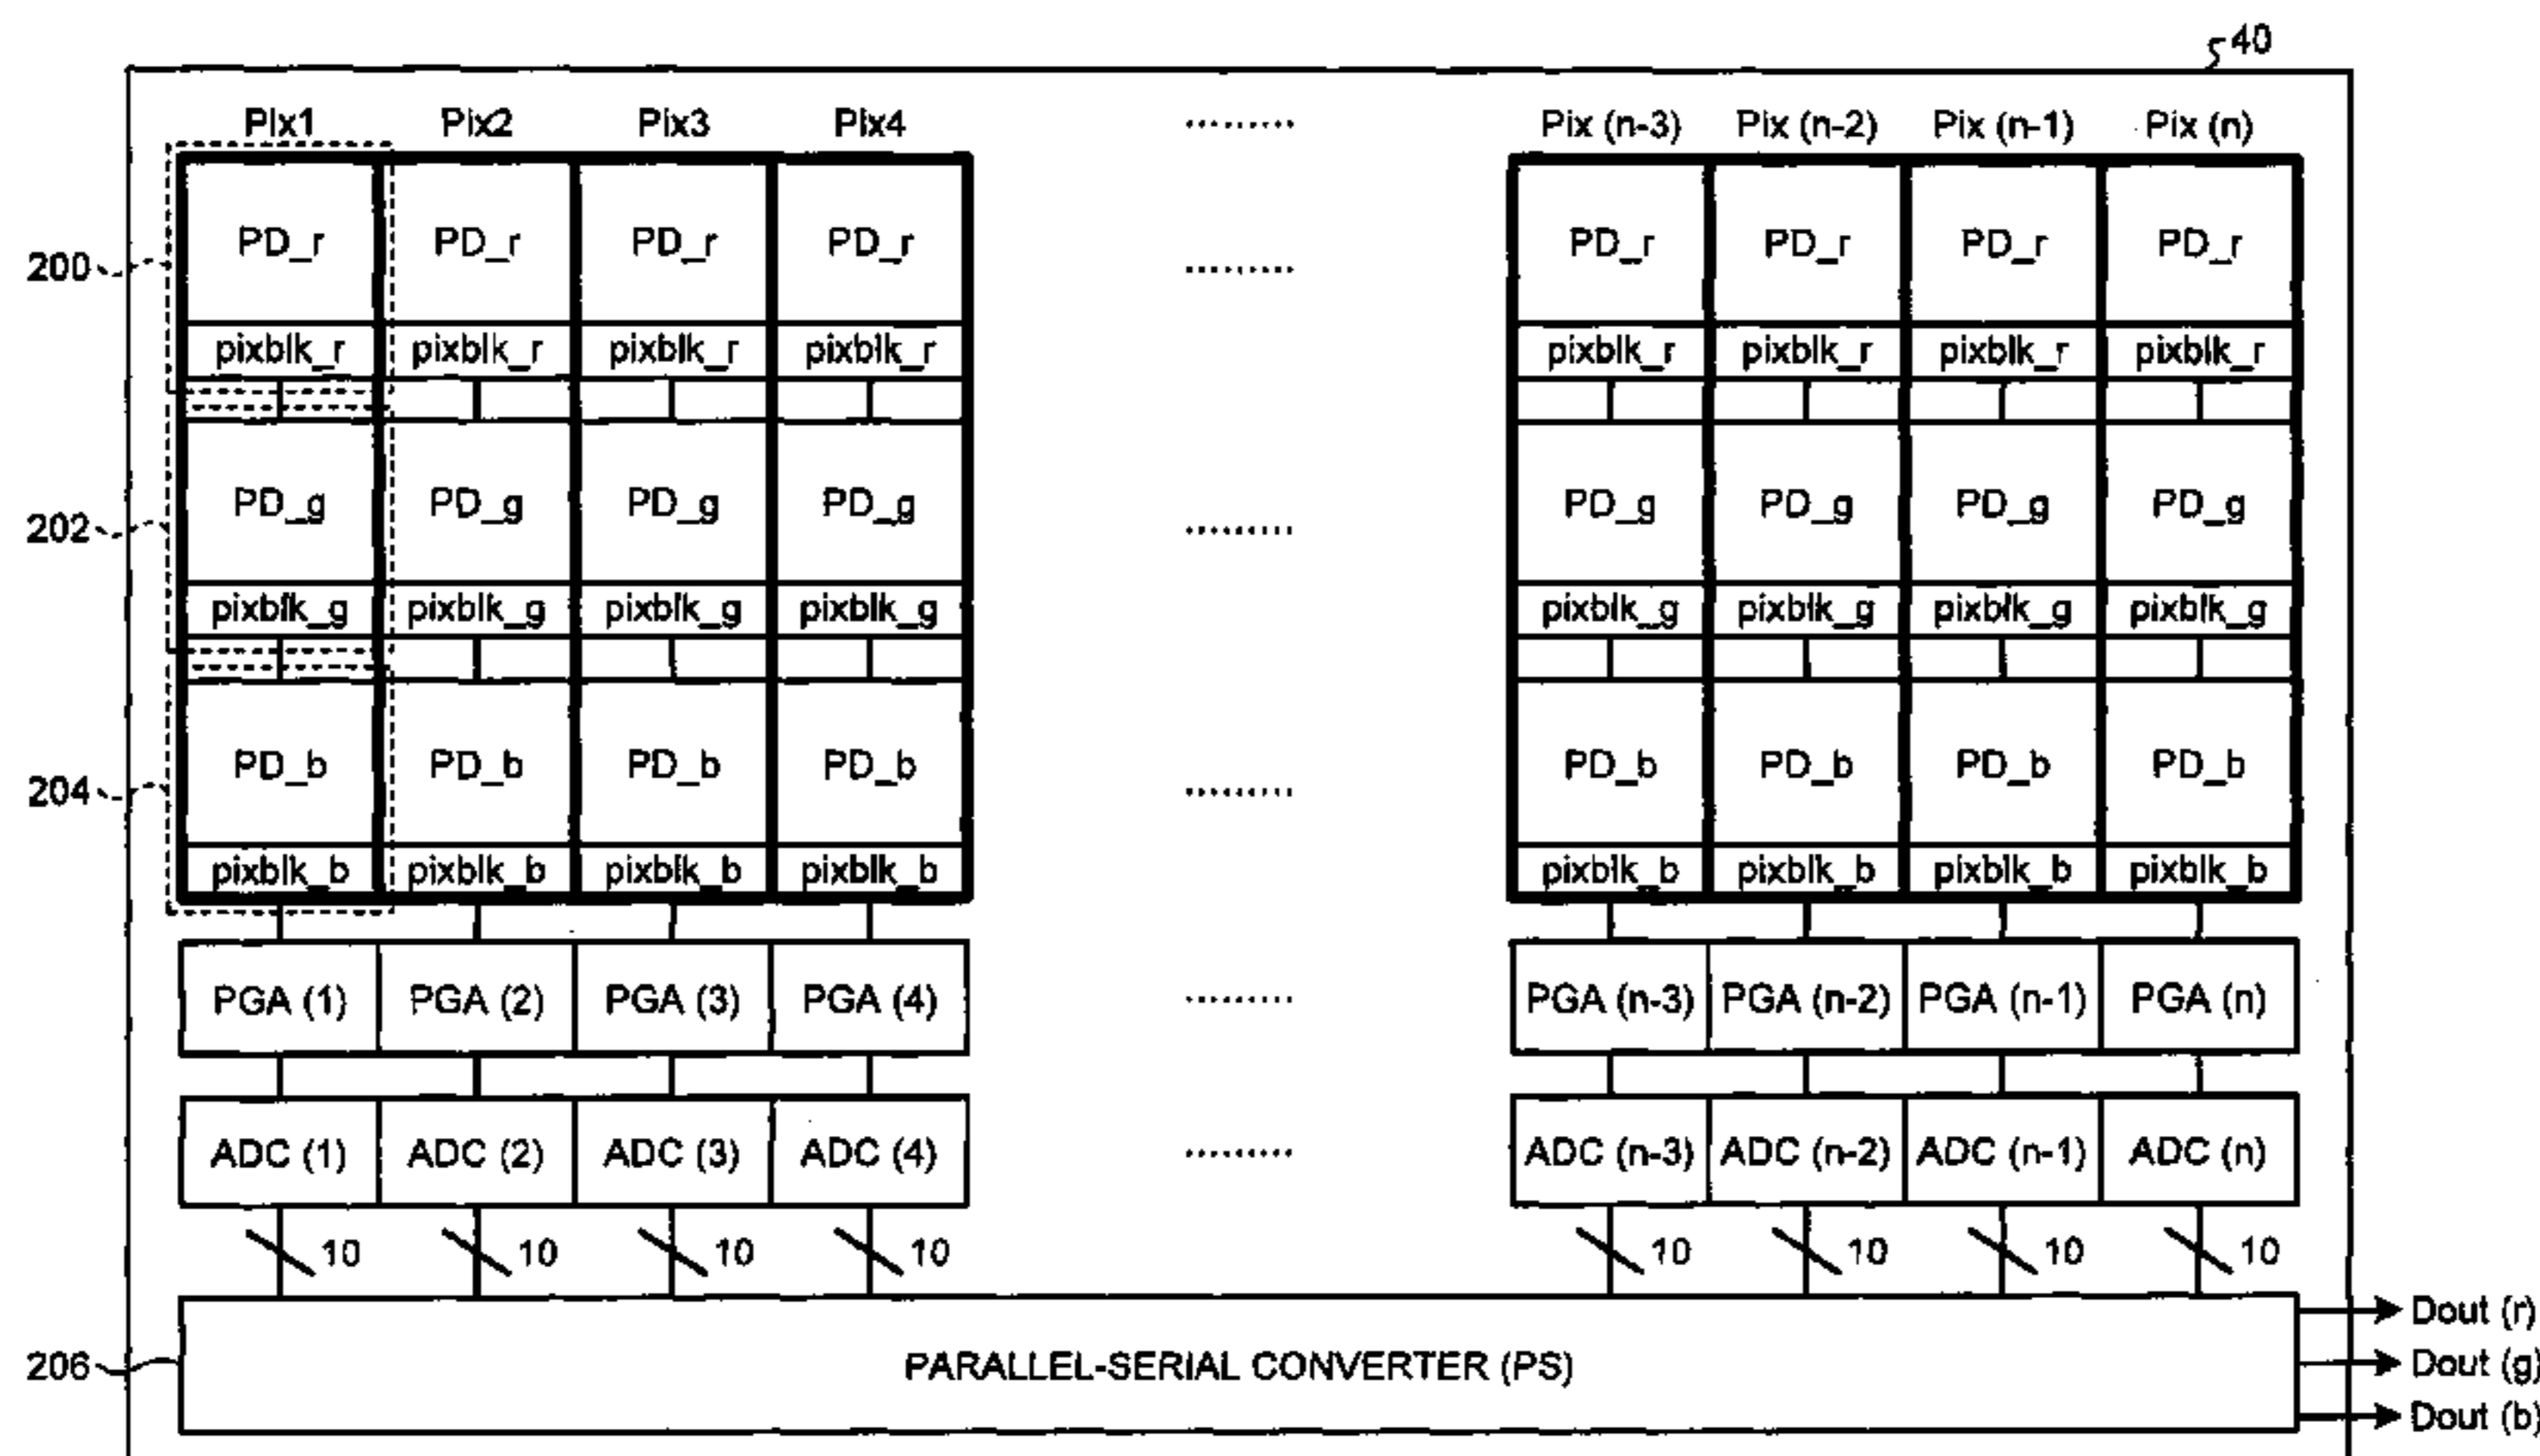 40
Pix1 Pix2 Pix3 Pix4 ......... Pix (n-3) Pix (n-2) Pix (n-1) Pix (n)
200 PD_r PD_r PD_r PD_r ......... PD_r PD_r PD_r PD_r
pixblk_r pixblk_r pixblk_r pixblk_r pixblk_r pixblk_r pixblk_r pixblk_r
202 PD_g PD_g PD_g PD_g ......... PD_g PD_g PD_g PD_g
pixblk_g pixblk_g pixblk_g pixblk_g pixblk_g pixblk_g pixblk_g pixblk_g
204 PD_b PD_b PD_b PD_b ......... PD_b PD_b PD_b PD_b
pixblk_b pixblk_b pixblk_b pixblk_b pixblk_b pixblk_b pixblk_b pixblk_b
PGA (1) PGA (2) PGA (3) PGA (4) ......... PGA (n-3) PGA (n-2) PGA (n-1) PGA (n)
ADC (1) ADC (2) ADC (3) ADC (4) ......... ADC (n-3) ADC (n-2) ADC (n-1) ADC (n)
10 10 10 10 10 10 10 10
Dout (r)
206 PARALLEL-SERIAL CONVERTER (PS) Dout (g)
Dout (b)